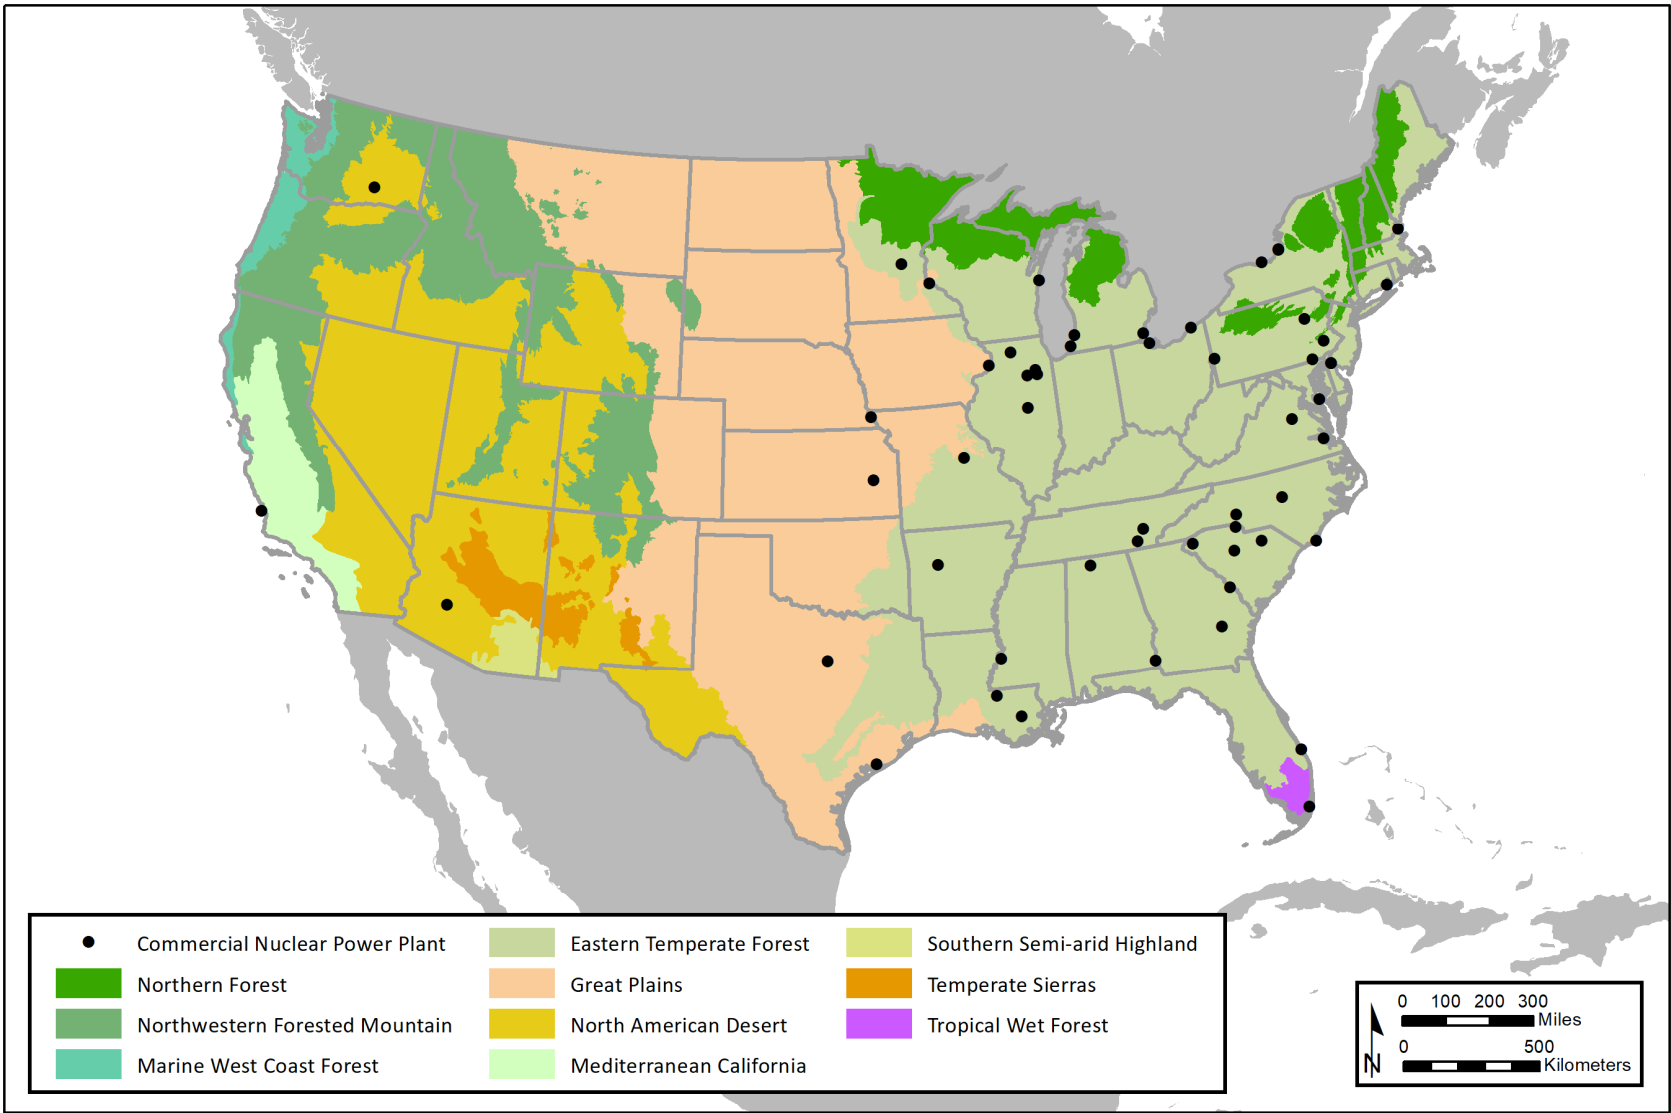 Commercial Nuclear Power Plant
Northern Forest
Northwestern Forested Mountain
Marine West Coast Forest
Eastern Temperate Forest
Great Plains
North American Desert
Mediterranean California
Southern Semi-arid Highland
Temperate Sierras
Tropical Wet Forest
N
0 100 200 300
Miles
0 500
Kilometers